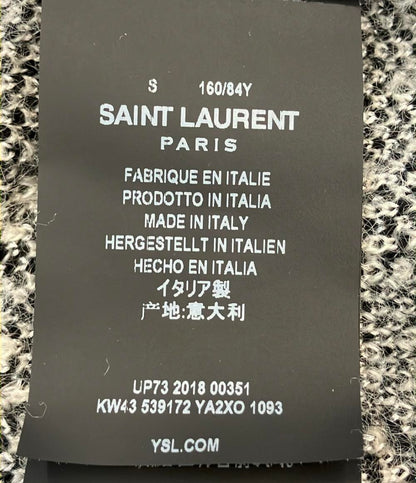 S 160/84Y
SAINT LAURENT
PARIS
FABRIQUE EN ITALIE
PRODOTTO IN ITALIA
MADE IN ITALY
HERGESTELLT IN ITALIEN
HECHO EN ITALIA
イタリア製
产地:意大利
UP73 2018 00351
KW43 539172 YA2XO 1093
YSL.COM